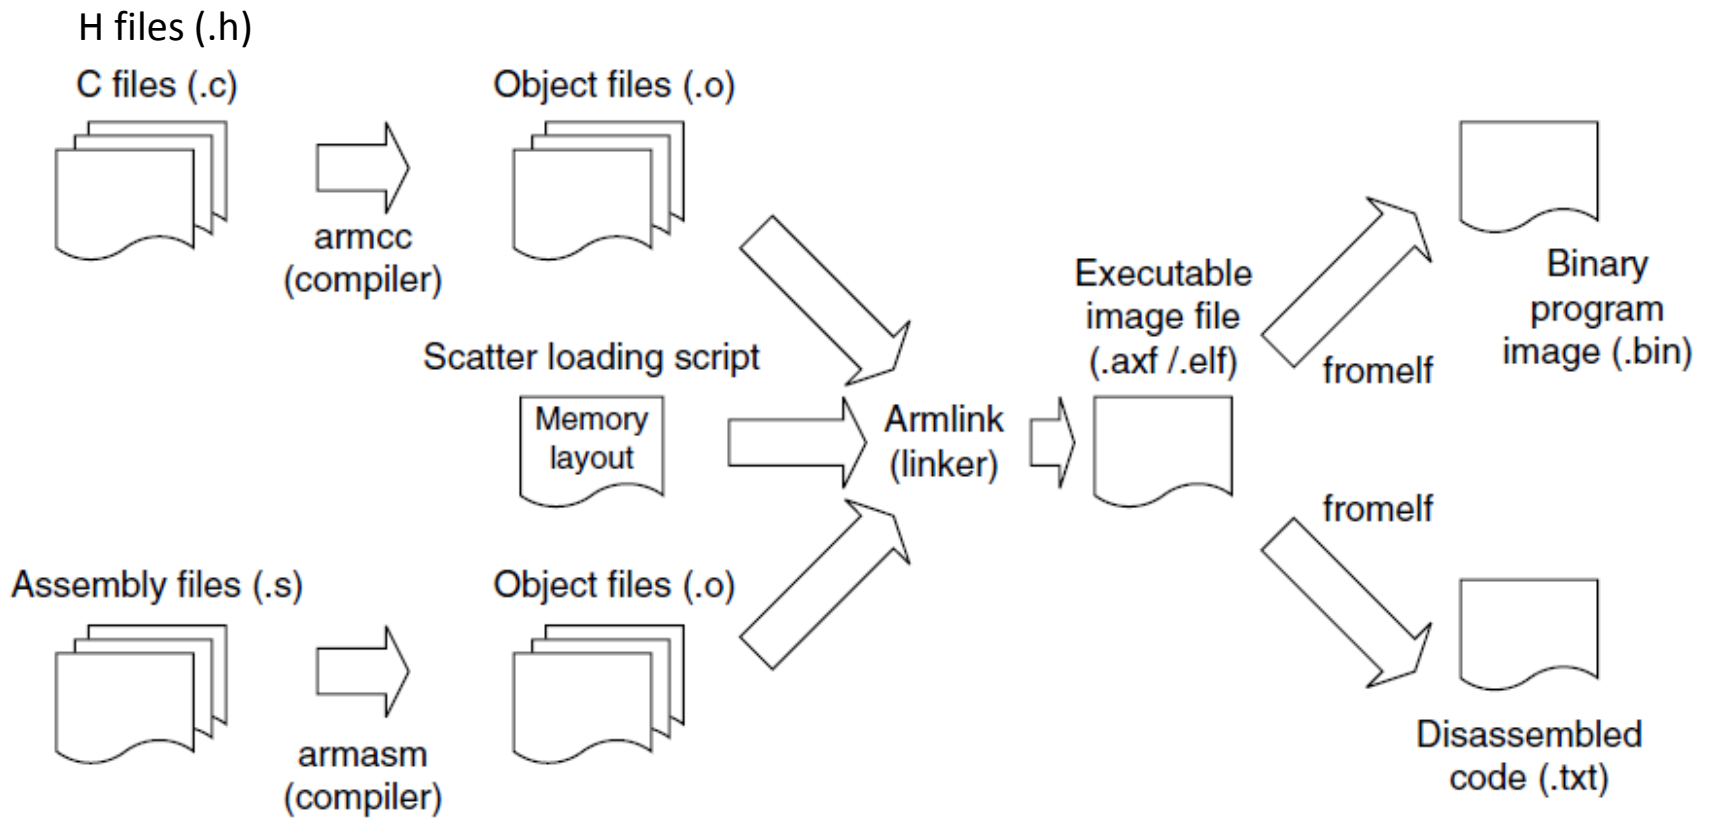 H files (.h)
C files (.c)
Object files (.o)
armcc
(compiler)
Scatter loading script
Memory
layout
Assembly files (.s)
Object files (.o)
armasm
(compiler)
Armlink
(linker)
Executable
image file
(.axf /.elf)
fromelf
Binary
program
image (.bin)
fromelf
Disassembled
code (.txt)